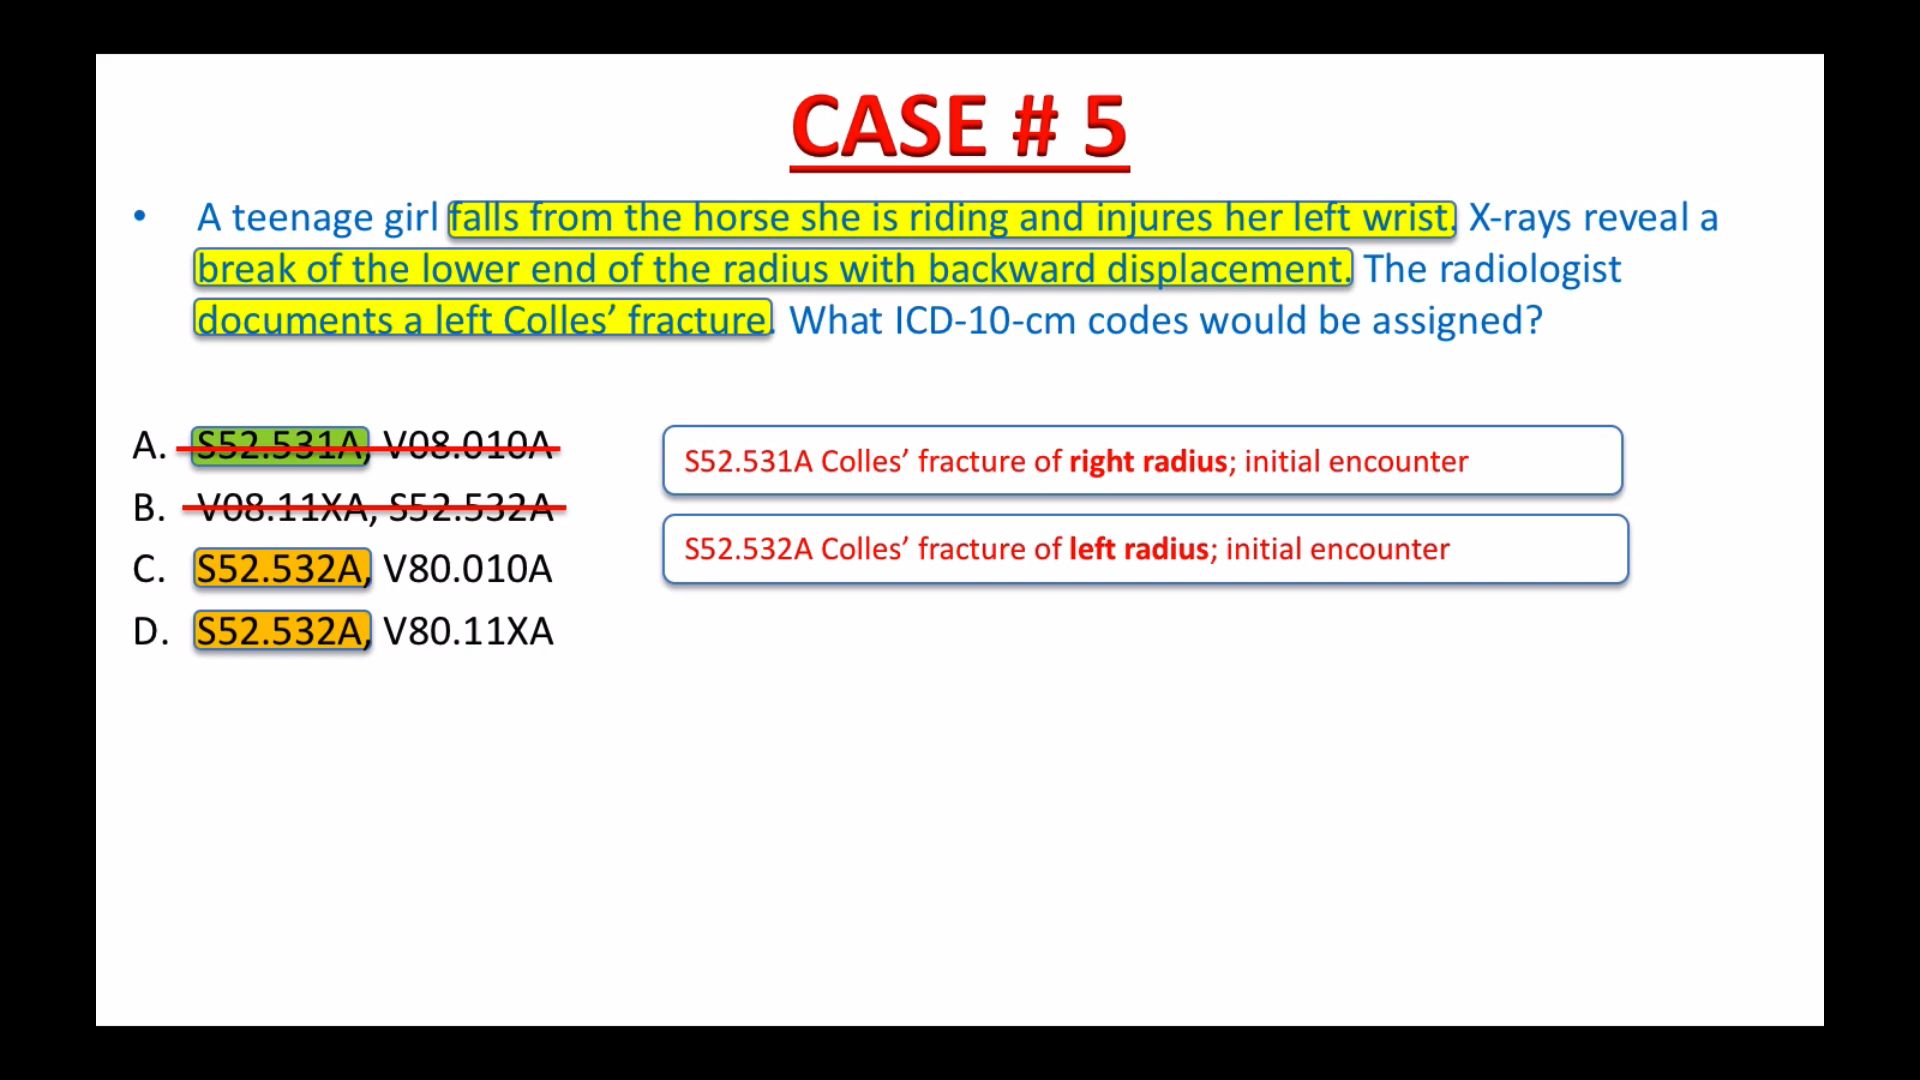 CASE # 5
• A teenage girl falls from the horse she is riding and injures her left wrist. X-rays reveal a
break of the lower end of the radius with backward displacement. The radiologist
documents a left Colles’ fracture. What ICD-10-cm codes would be assigned?
A. S52.531A, V08.010A
S52.531A Colles’ fracture of right radius; initial encounter
B. V08.11XA, S52.532A
S52.532A Colles’ fracture of left radius; initial encounter
C. S52.532A, V80.010A
D. S52.532A, V80.11XA